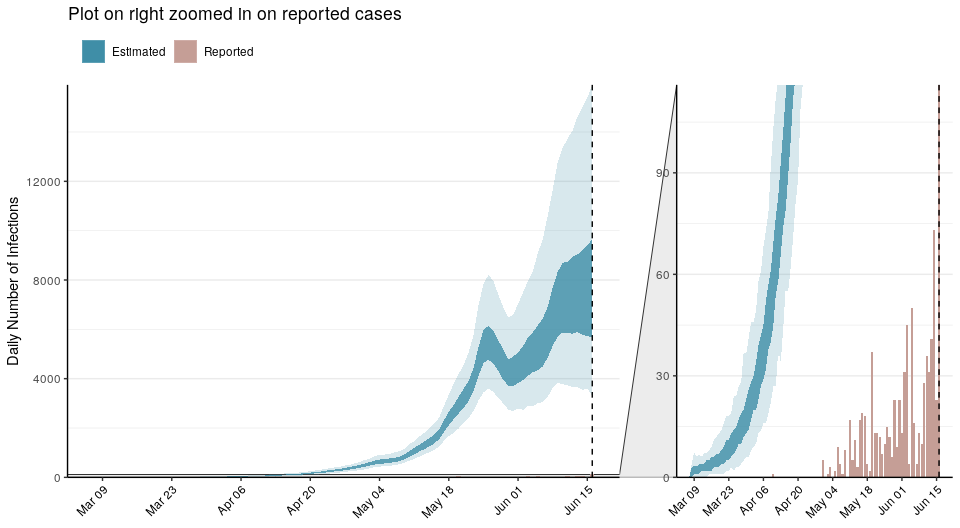 Plot on right zoomed in on reported cases
Estimated Reported
Daily Number of Infections
12000
8000
4000
0
Mar 09 Mar 23 Apr 06 Apr 20 May 04 May 18 Jun 01 Jun 15
90
60
30
0
Mar 09 Mar 23 Apr 06 Apr 20 May 04 May 18 Jun 01 Jun 15